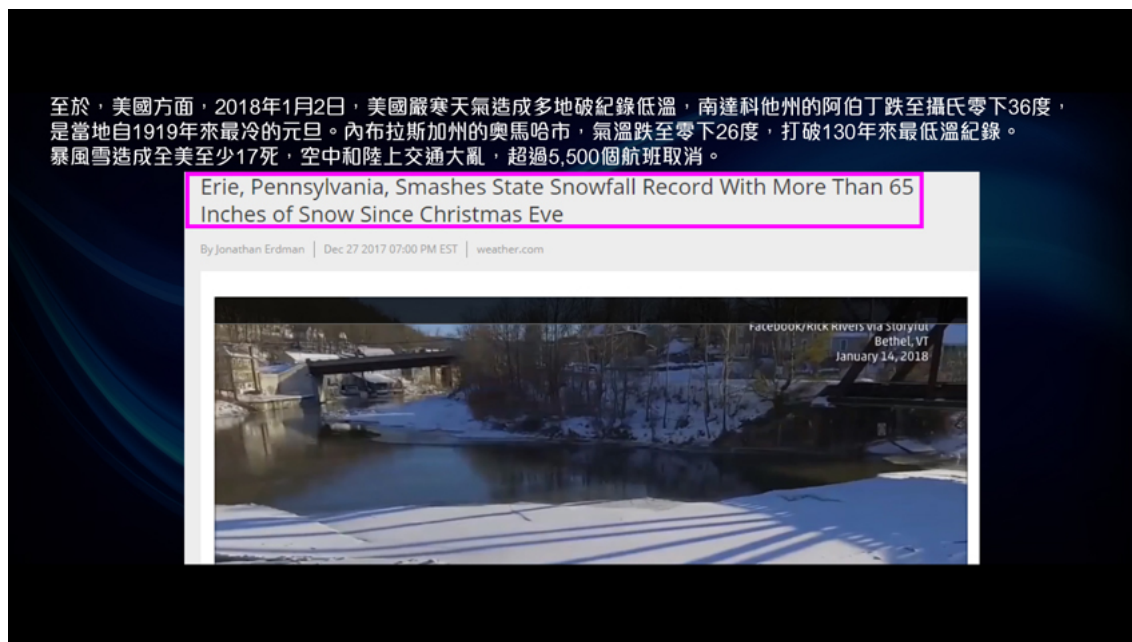 至於，美國方面，2018年1月2日，美國嚴寒天氣造成多地破紀錄低溫，南達科他州的阿伯丁跌至攝氏零下36度，
是當地自1919年來最冷的元旦。內布拉斯加州的奧馬哈市，氣溫跌至零下26度，打破130年來最低溫紀錄。
暴風雪造成全美至少17死，空中和陸上交通大亂，超過5,500個航班取消。
Erie, Pennsylvania, Smashes State Snowfall Record With More Than 65
Inches of Snow Since Christmas Eve
By Jonathan Erdman | Dec 27 2017 07:00 PM EST | weather.com
Facebook/Rick Rivers via Storyful
Bethel, VT
January 14, 2018